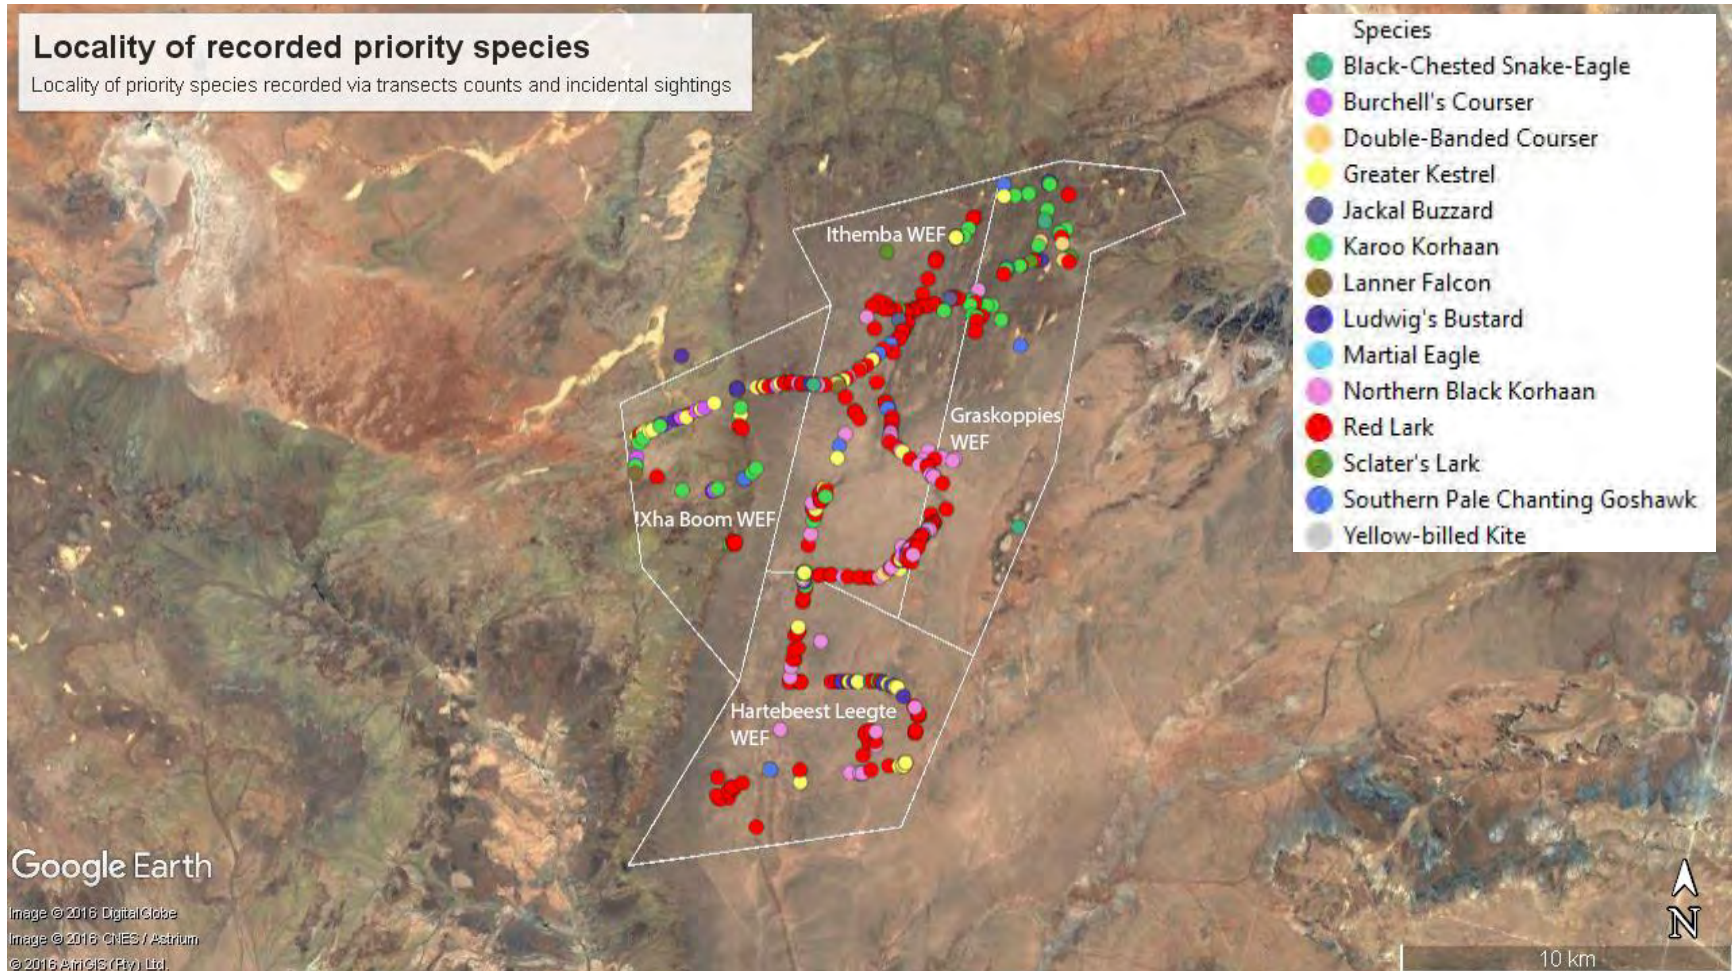 Locality of recorded priority species
Locality of priority species recorded via transects counts and incidental sightings
Species
Black-Chested Snake-Eagle
Burchell's Courser
Double-Banded Courser
Greater Kestrel
Jackal Buzzard
Karoo Korhaan
Lanner Falcon
Ludwig's Bustard
Martial Eagle
Northern Black Korhaan
Red Lark
Sclater's Lark
Southern Pale Chanting Goshawk
Yellow-billed Kite
Ithemba WEF
Graskoppies
WEF
!Xha Boom WEF
Hartebeest Leegte
WEF
Google Earth
Image © 2016 DigitalGlobe
Image © 2016 CNES / Astrium
© 2016 AfriGIS (Pty) Ltd.
N
10 km